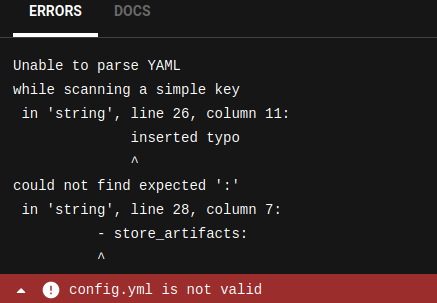 ERRORS DOCS
Unable to parse YAML
while scanning a simple key
in 'string', line 26, column 11:
inserted typo
^
could not find expected ':'
in 'string', line 28, column 7:
- store_artifacts:
^
config.yml is not valid